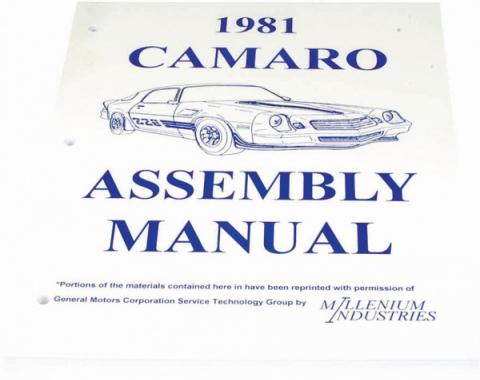 1981
CAMARO
Z28
ASSEMBLY
MANUAL
"Portions of the materials contained here in have been reprinted with permission of
General Motors Corporation Service Technology Group by
MILLENIUM
INDUSTRIES